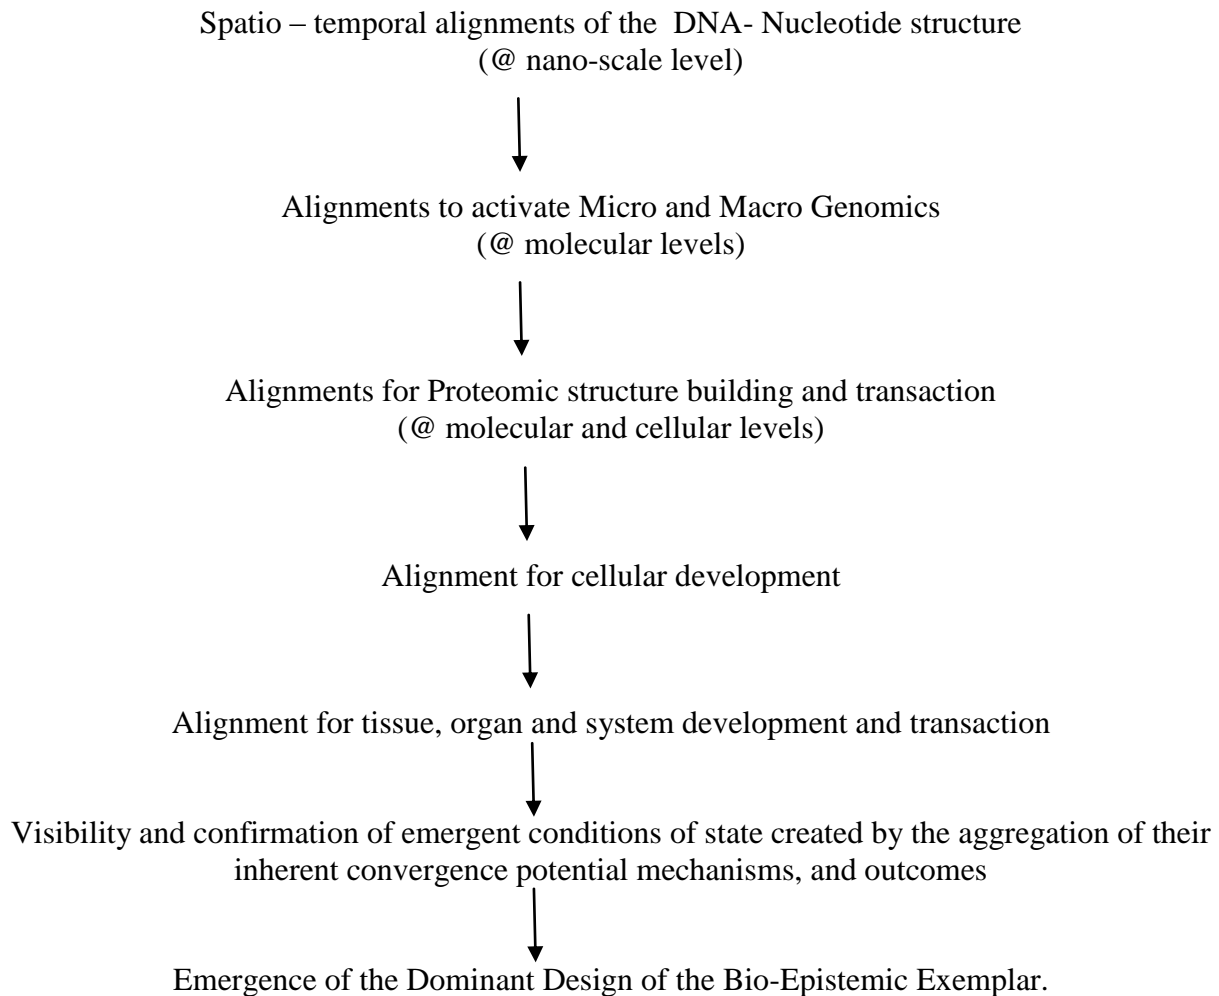 Spatio – temporal alignments of the DNA- Nucleotide structure
(@ nano-scale level)
Alignments to activate Micro and Macro Genomics
(@ molecular levels)
Alignments for Proteomic structure building and transaction
(@ molecular and cellular levels)
Alignment for cellular development
Alignment for tissue, organ and system development and transaction
Visibility and confirmation of emergent conditions of state created by the aggregation of their
inherent convergence potential mechanisms, and outcomes
Emergence of the Dominant Design of the Bio-Epistemic Exemplar.